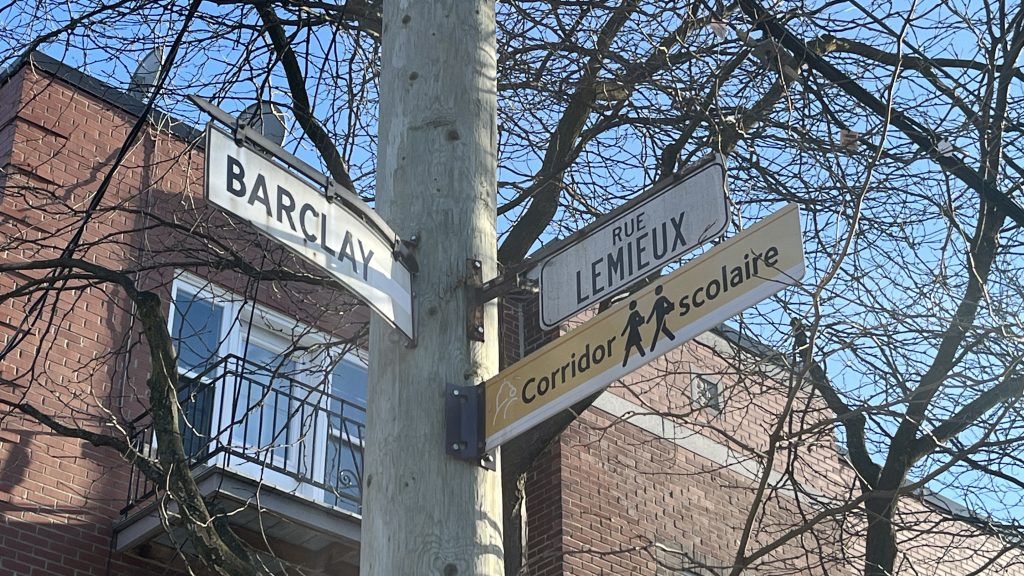 BARCLAY
RUE
LEMIEUX
Corridor scolaire